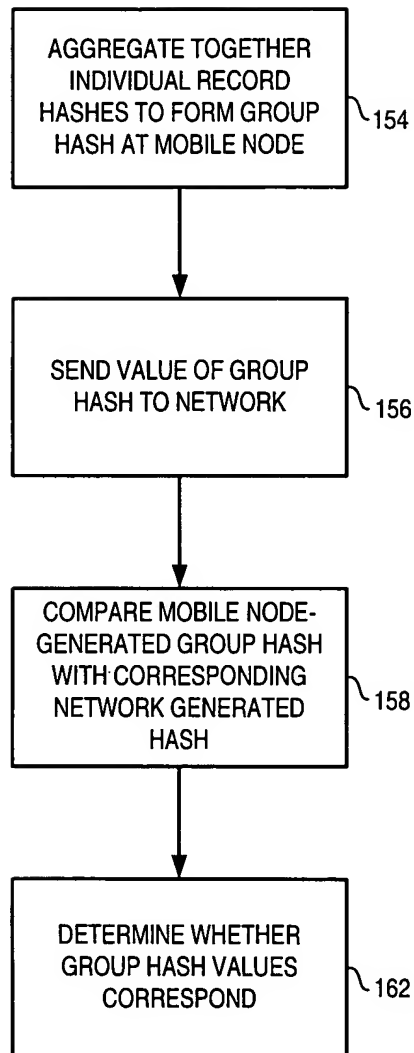 AGGREGATE TOGETHER
INDIVIDUAL RECORD
HASHES TO FORM GROUP
HASH AT MOBILE NODE
154
SEND VALUE OF GROUP
HASH TO NETWORK
156
COMPARE MOBILE NODE-
GENERATED GROUP HASH
WITH CORRESPONDING
NETWORK GENERATED
HASH
158
DETERMINE WHETHER
GROUP HASH VALUES
CORRESPOND
162